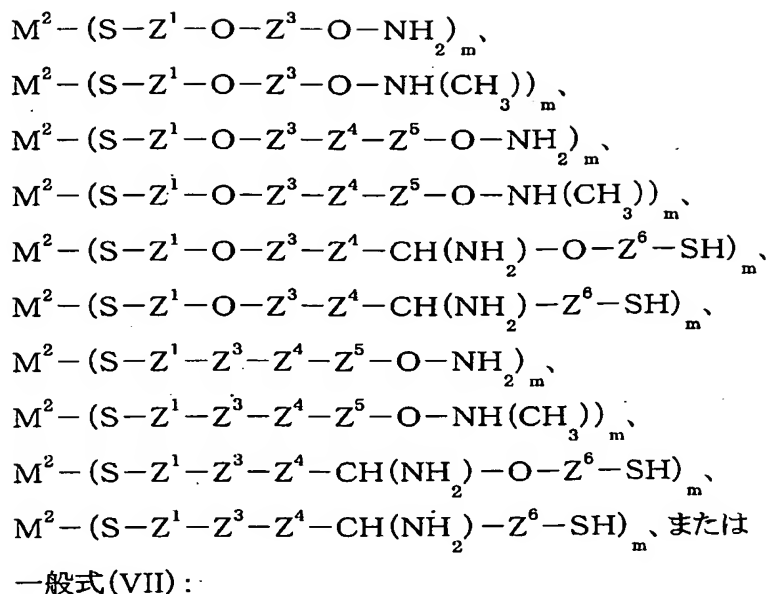 M²−(S−Z¹−O−Z³−O−NH₂)ₘ、
M²−(S−Z¹−O−Z³−O−NH(CH₃))ₘ、
M²−(S−Z¹−O−Z³−Z⁴−Z⁵−O−NH₂)ₘ、
M²−(S−Z¹−O−Z³−Z⁴−Z⁵−O−NH(CH₃))ₘ、
M²−(S−Z¹−O−Z³−Z⁴−CH(NH₂)−O−Z⁶−SH)ₘ、
M²−(S−Z¹−O−Z³−Z⁴−CH(NH₂)−Z⁶−SH)ₘ、
M²−(S−Z¹−Z³−Z⁴−Z⁵−O−NH₂)ₘ、
M²−(S−Z¹−Z³−Z⁴−Z⁵−O−NH(CH₃))ₘ、
M²−(S−Z¹−Z³−Z⁴−CH(NH₂)−O−Z⁶−SH)ₘ、
M²−(S−Z¹−Z³−Z⁴−CH(NH₂)−Z⁶−SH)ₘ、または
一般式(VII):